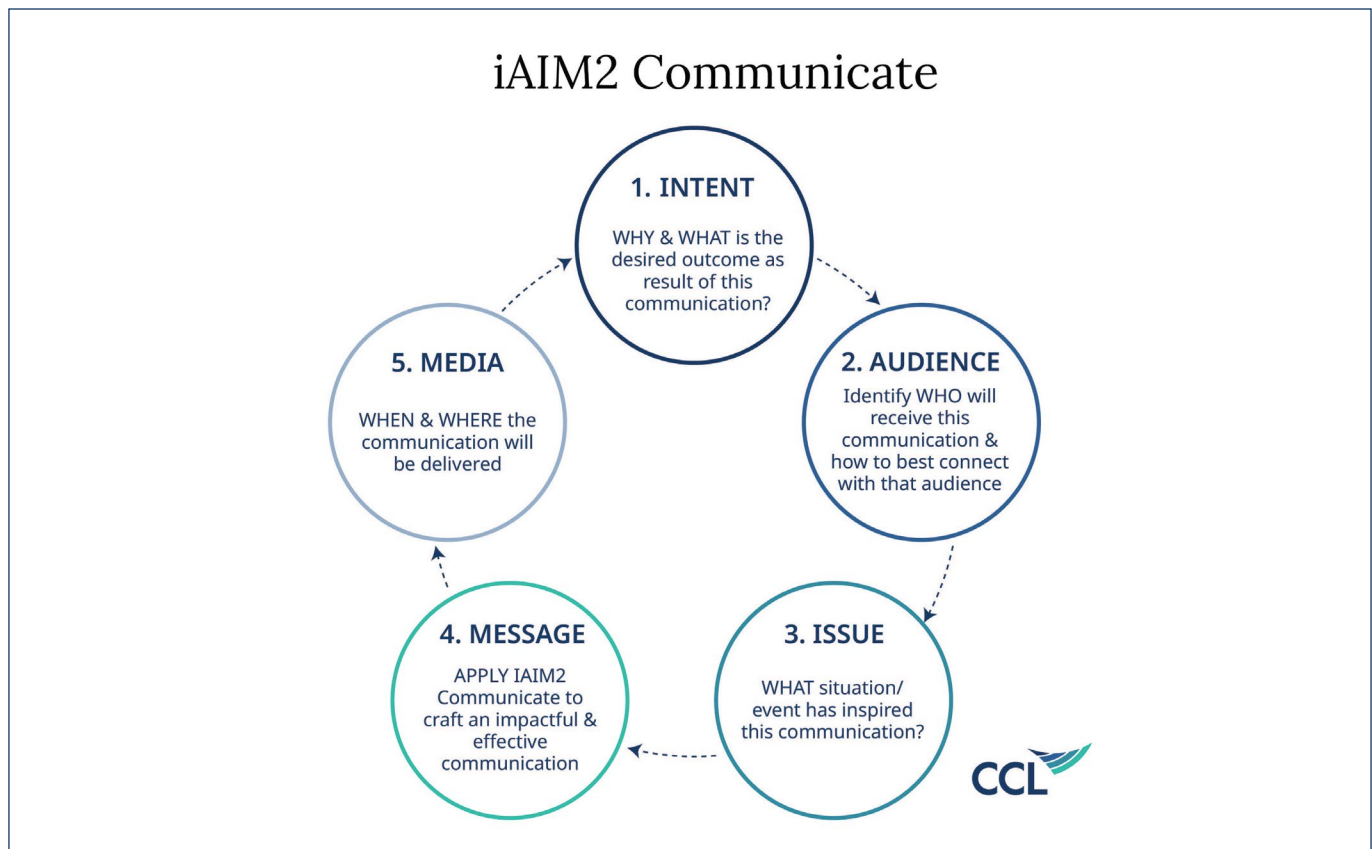 iAIM2 Communicate
1. INTENT
WHY & WHAT is the
desired outcome as
result of this
communication?
2. AUDIENCE
Identify WHO will
receive this
communication &
how to best connect
with that audience
3. ISSUE
WHAT situation/
event has inspired
this communication?
4. MESSAGE
APPLY IAIM2
Communicate to
craft an impactful &
effective
communication
5. MEDIA
WHEN & WHERE the
communication will
be delivered
CCL